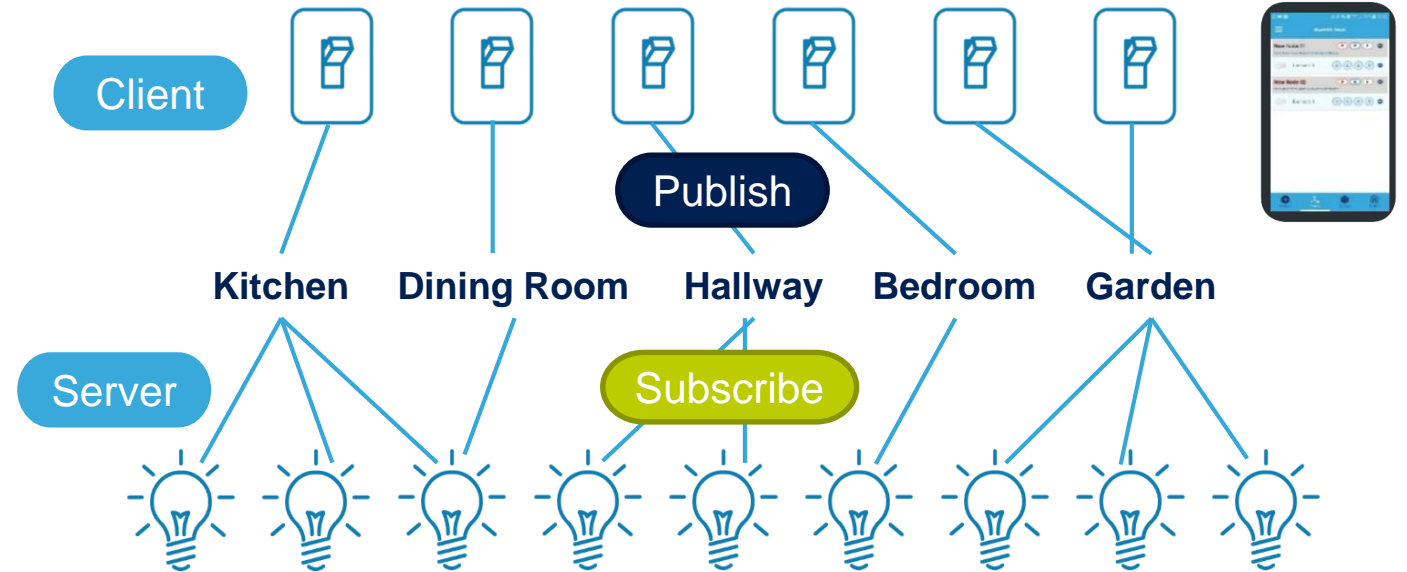 Client
Publish
Kitchen Dining Room Hallway Bedroom Garden
Server
Subscribe